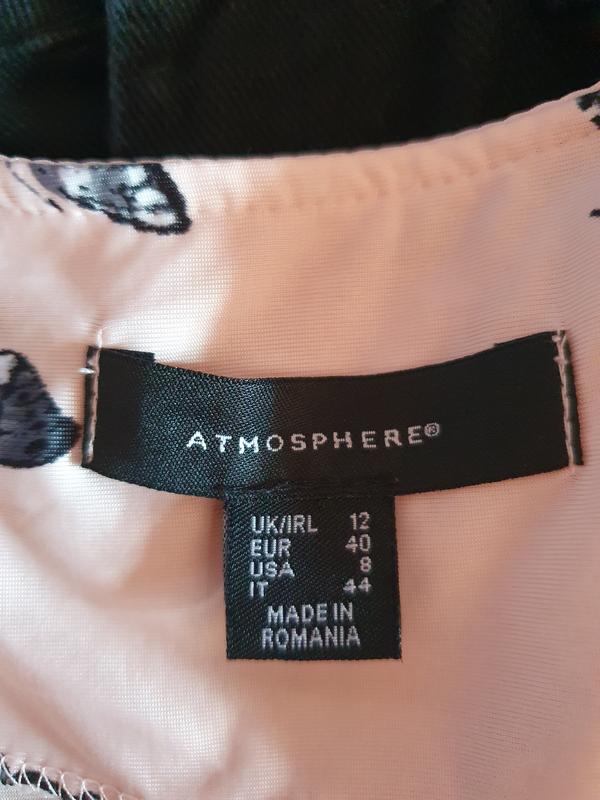 ATMOSPHERE®
UK/IRL 12
EUR 40
USA 8
IT 44
MADE IN
ROMANIA